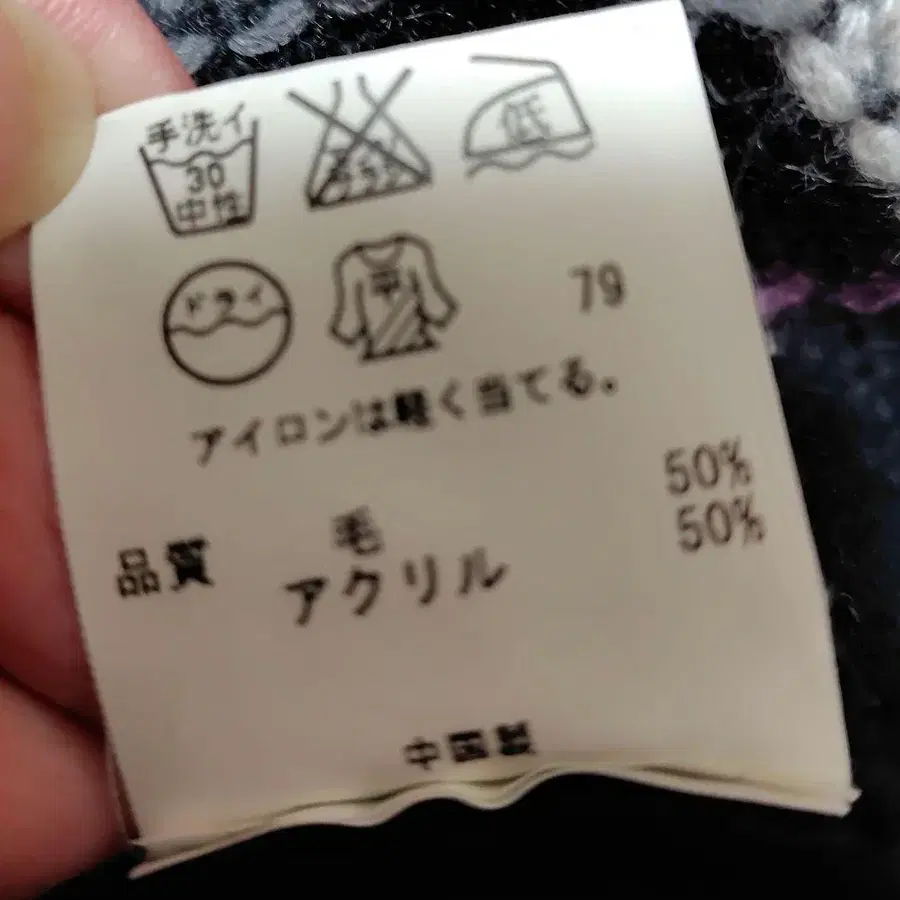 手洗イ
30
中性
低
ドライ
平
79
アイロンは軽く当てる。
品質 毛 50%
アクリル 50%
中国製